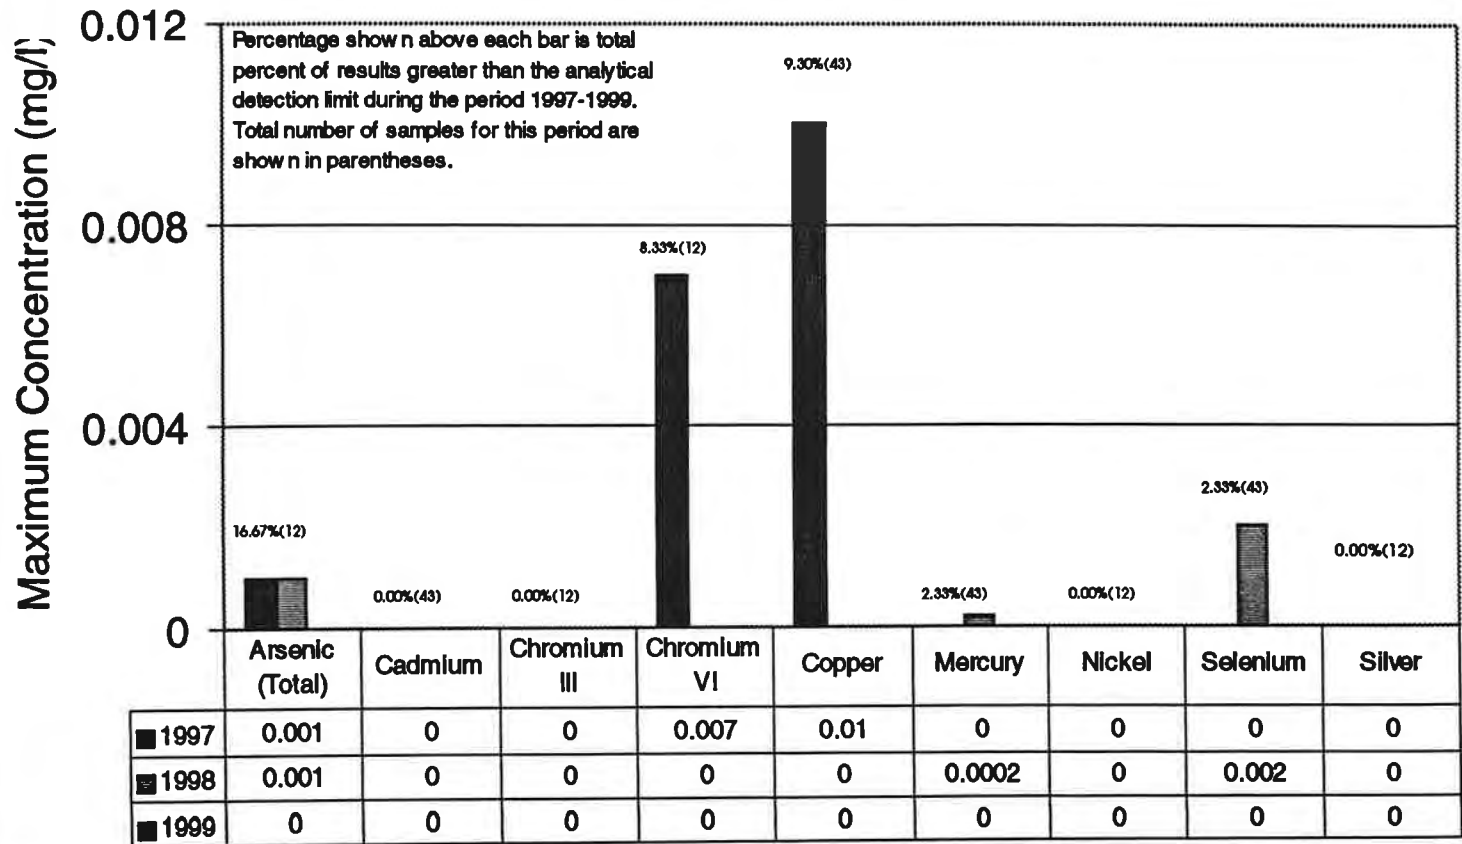 Maximum Concentration (mg/l)
0.012
0.008
0.004
0
Percentage shown above each bar is total
percent of results greater than the analytical
detection limit during the period 1997-1999.
Total number of samples for this period are
shown in parentheses.
16.67%(12)
0.00%(43)
0.00%(12)
8.33%(12)
9.30%(43)
2.33%(43)
0.00%(12)
2.33%(43)
0.00%(12)
Arsenic (Total) Cadmium Chromium III Chromium VI Copper Mercury Nickel Selenium Silver
1997 0.001 0 0 0.007 0.01 0 0 0 0
1998 0.001 0 0 0 0 0.0002 0 0.002 0
1999 0 0 0 0 0 0 0 0 0